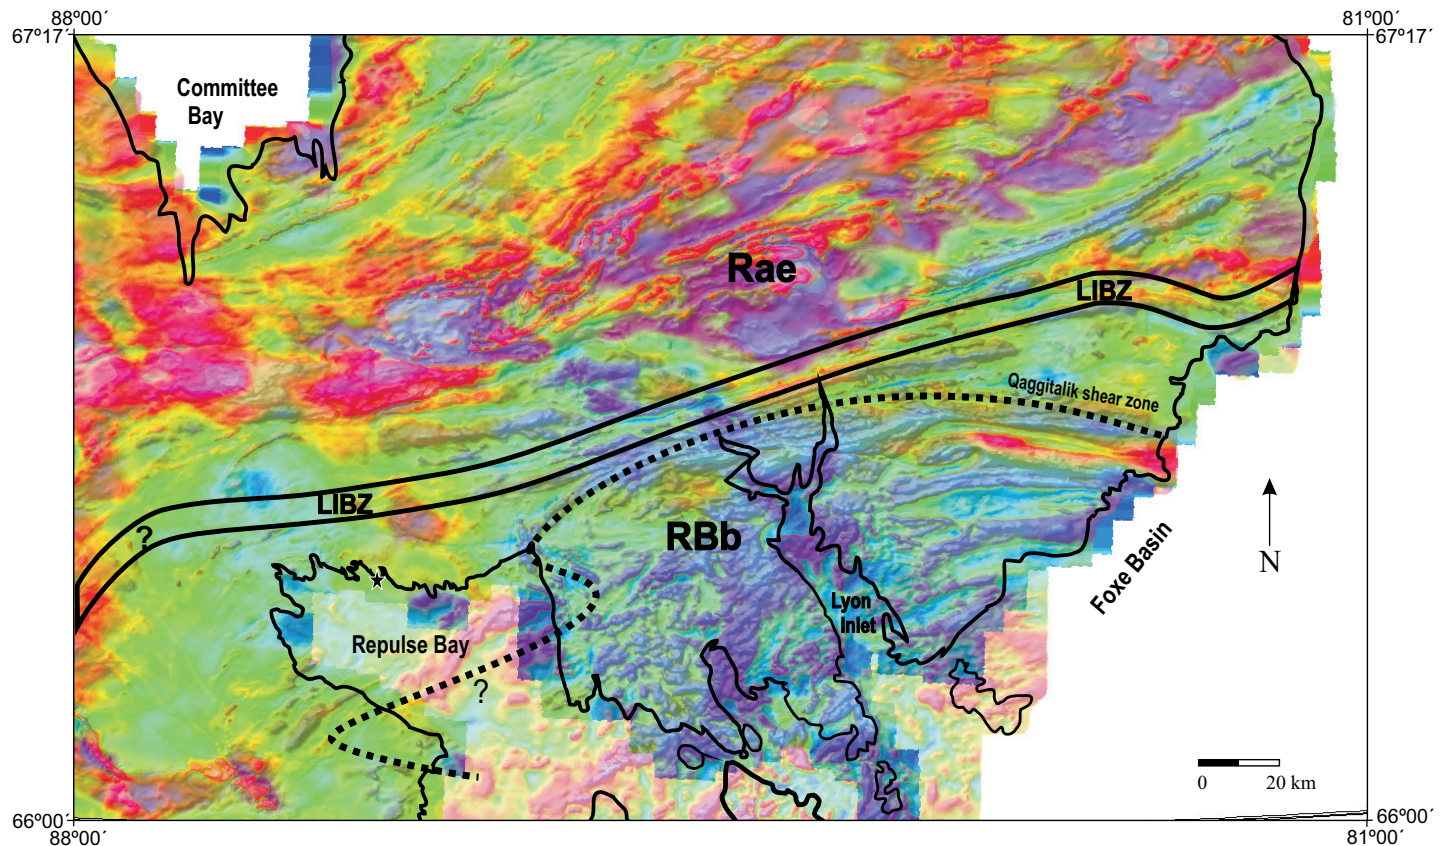 88°00´
81°00´
67°17´
67°17´
Committee
Bay
Rae
LIBZ
Qaggitalik shear zone
LIBZ
?
RBb
N
Foxe Basin
Lyon
Inlet
Repulse Bay
?
0 20 km
66°00´
66°00´
88°00´
81°00´